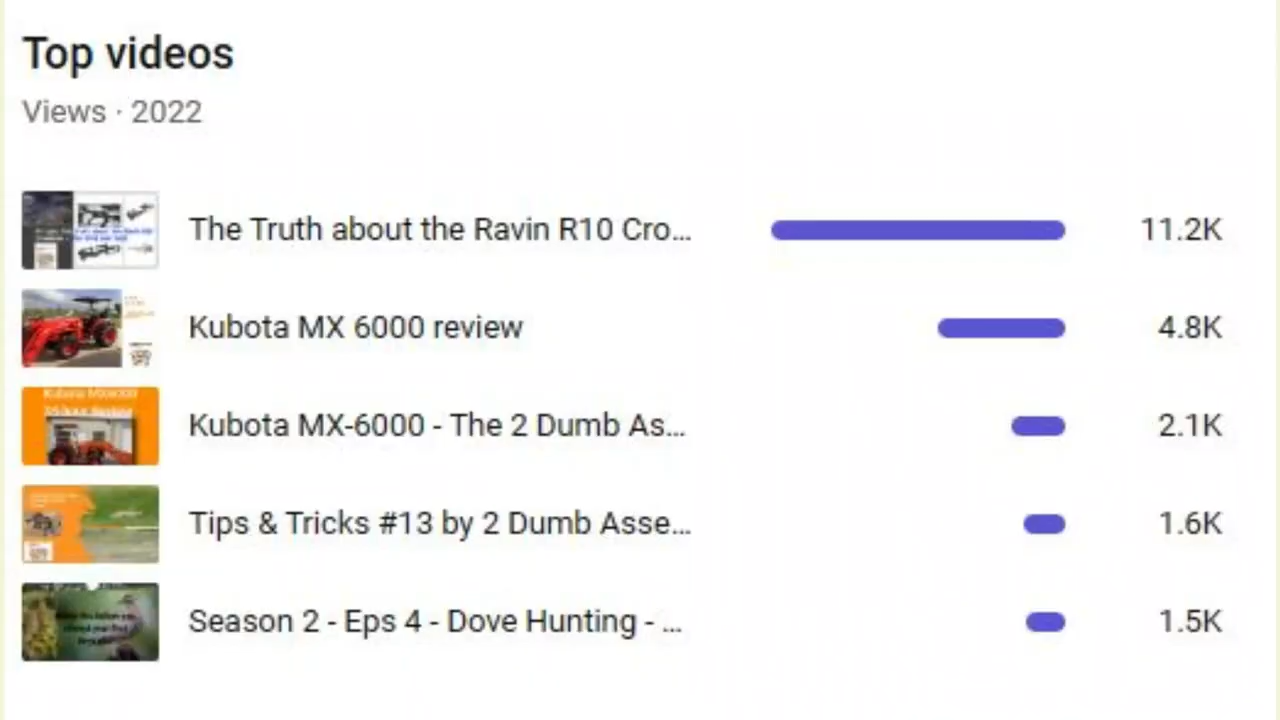 Top videos
Views · 2022
The Truth about the Ravin R10 Cro...
11.2K
Kubota MX 6000 review
4.8K
Kubota MX-6000 - The 2 Dumb As...
2.1K
Tips & Tricks #13 by 2 Dumb Asse...
1.6K
Season 2 - Eps 4 - Dove Hunting - ...
1.5K